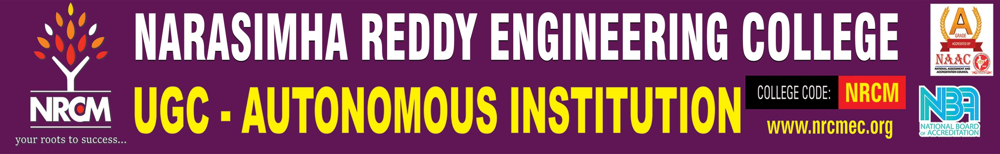 NARASIMHA REDDY ENGINEERING COLLEGE
UGC - AUTONOMOUS INSTITUTION
COLLEGE CODE: NRCM
www.nrcmec.org
NRCM
your roots to success...
A
GRADE
ACCREDITED BY
NAAC
NATIONAL ASSESSMENT AND
ACCREDITATION COUNCIL
NBA
NATIONAL BOARD
OF ACCREDITATION